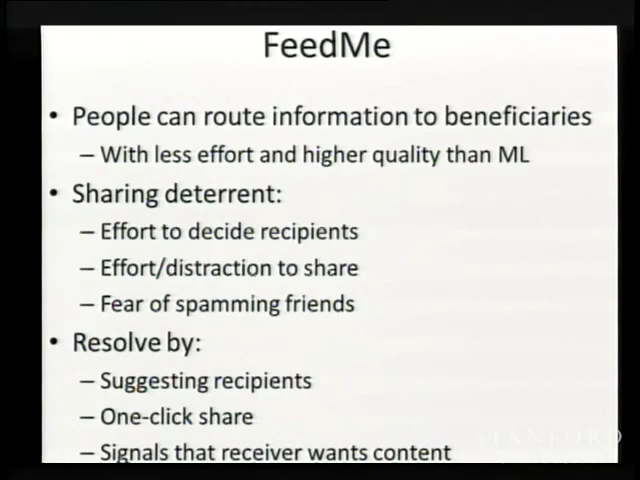 FeedMe
• People can route information to beneficiaries
– With less effort and higher quality than ML
• Sharing deterrent:
– Effort to decide recipients
– Effort/distraction to share
– Fear of spamming friends
• Resolve by:
– Suggesting recipients
– One-click share
– Signals that receiver wants content
STANFORD